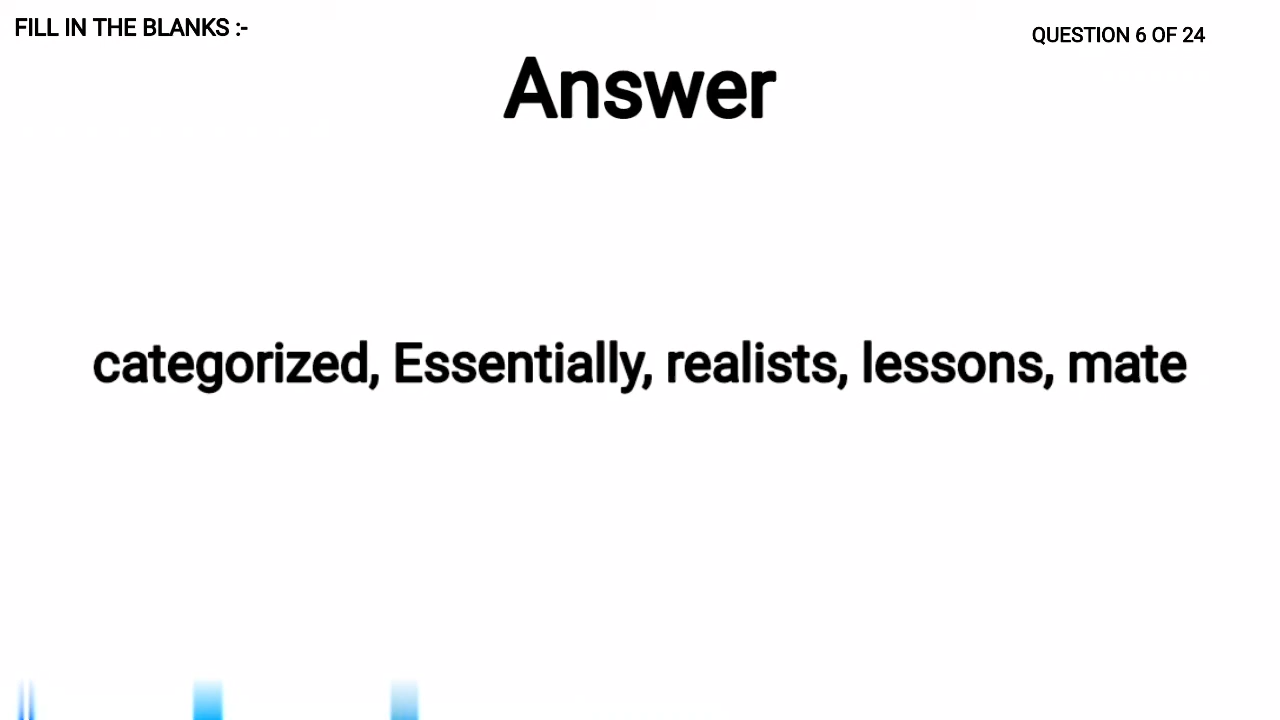 FILL IN THE BLANKS :-
QUESTION 6 OF 24
Answer
categorized, Essentially, realists, lessons, mate